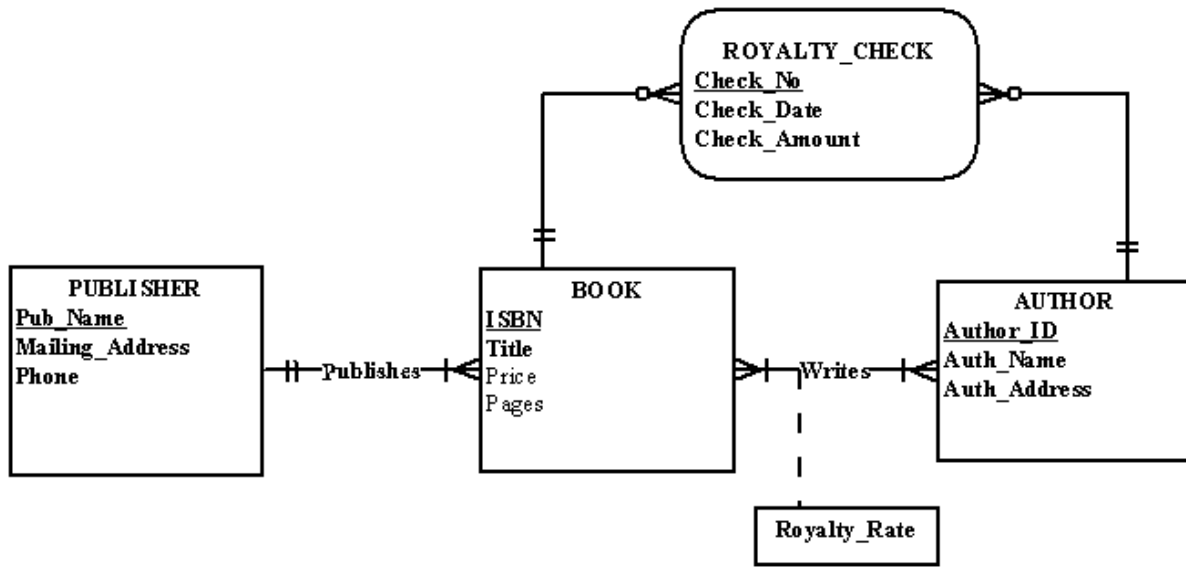 ROYALTY_CHECK
Check_No
Check_Date
Check_Amount
PUBLISHER
Pub_Name
Mailing_Address
Phone
Publishes
BOOK
ISBN
Title
Price
Pages
Writes
AUTHOR
Author_ID
Auth_Name
Auth_Address
Royalty_Rate